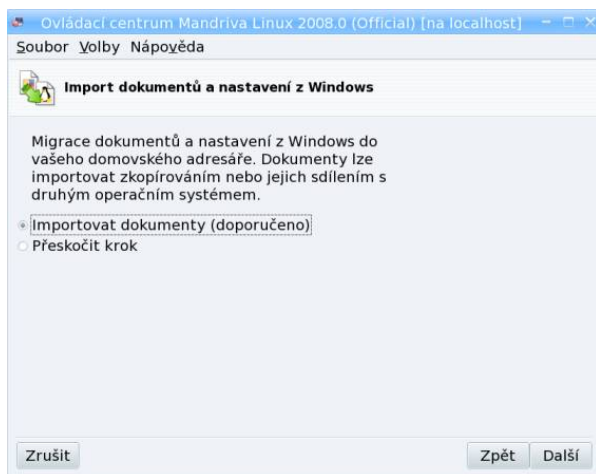 Ovládací centrum Mandriva Linux 2008.0 (Official) [na localhost]
Soubor Volby Nápověda
Import dokumentů a nastavení z Windows
Migrace dokumentů a nastavení z Windows do
vašeho domovského adresáře. Dokumenty lze
importovat zkopírováním nebo jejich sdílením s
druhým operačním systémem.
Importovat dokumenty (doporučeno)
Přeskočit krok
Zrušit Zpět Další